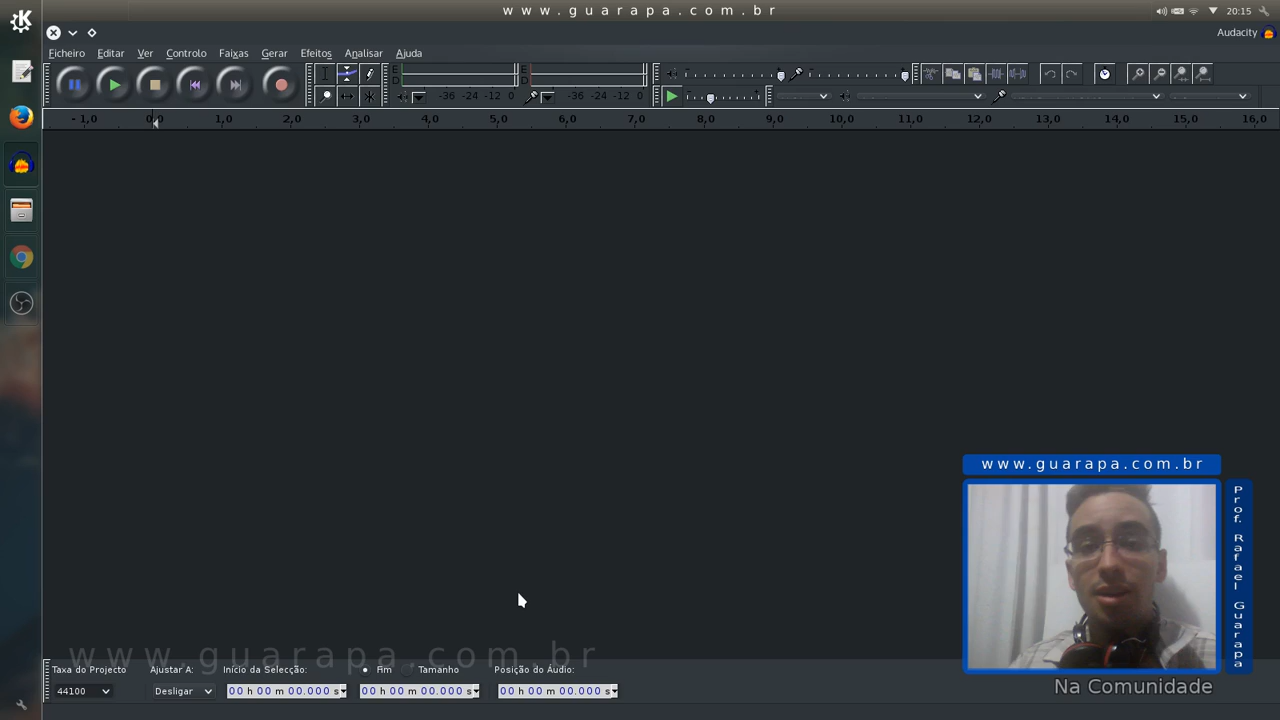 www.guarapa.com.br
20:15
Audacity
Ficheiro Editar Ver Controlo Faixas Gerar Efeitos Analisar Ajuda
E E
D D
-36 -24 -12 0 -36 -24 -12 0
- 1,0 0,0 1,0 2,0 3,0 4,0 5,0 6,0 7,0 8,0 9,0 10,0 11,0 12,0 13,0 14,0 15,0 16,0
www.guarapa.com.br
Prof. Rafael Guarapa
www.guarapa.com.br
Taxa do Projecto Ajustar A: Início da Selecção: Fim Tamanho Posição do Áudio:
44100 Desligar 00 h 00 m 00.000 s 00 h 00 m 00.000 s 00 h 00 m 00.000 s
Na Comunidade